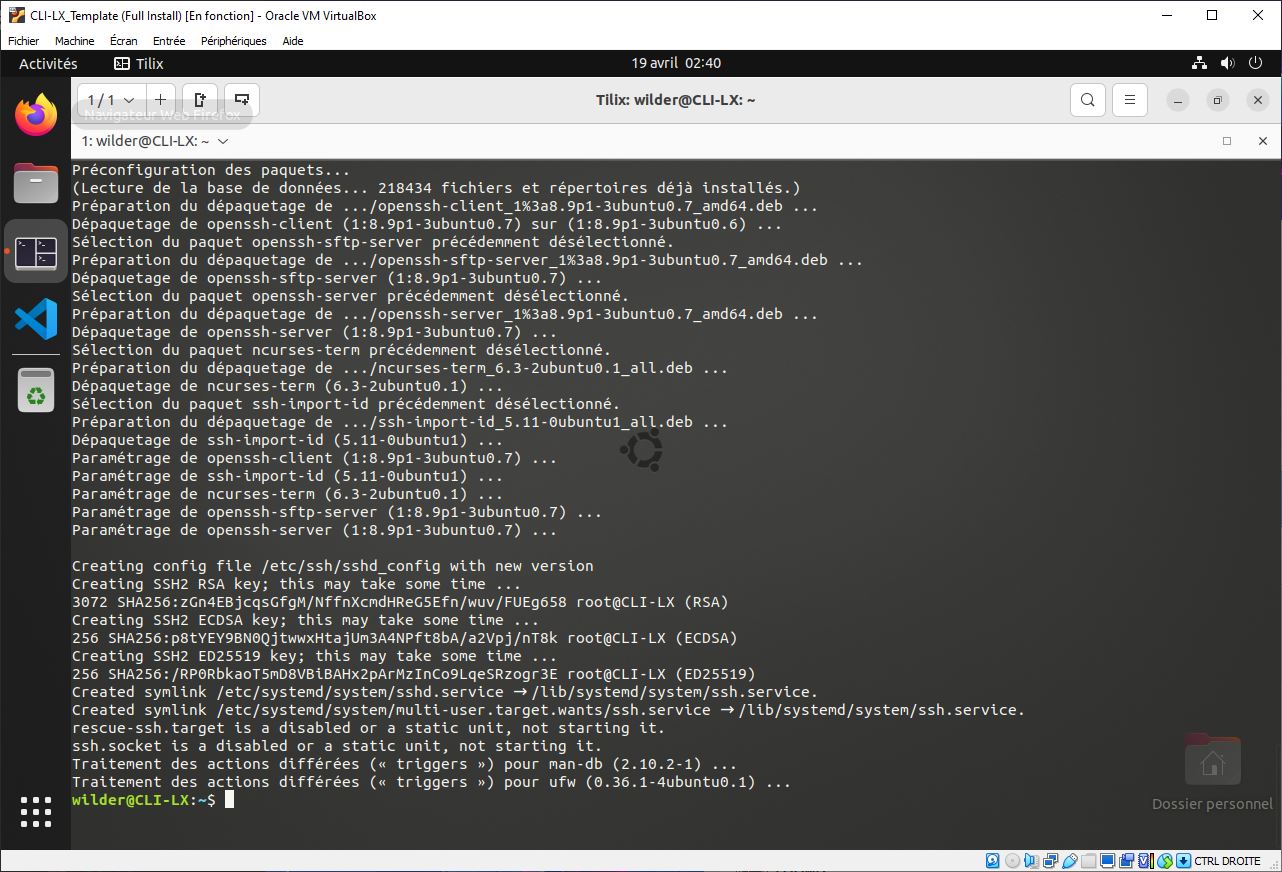 CLI-LX_Template (Full Install) [En fonction] - Oracle VM VirtualBox
Fichier Machine Écran Entrée Périphériques Aide
Activités Tilix 19 avril 02:40
1 / 1 Tilix: wilder@CLI-LX: ~
Navigateur Web Firefox
1: wilder@CLI-LX: ~
Préconfiguration des paquets...
(Lecture de la base de données... 218434 fichiers et répertoires déjà installés.)
Préparation du dépaquetage de .../openssh-client_1%3a8.9p1-3ubuntu0.7_amd64.deb ...
Dépaquetage de openssh-client (1:8.9p1-3ubuntu0.7) sur (1:8.9p1-3ubuntu0.6) ...
Sélection du paquet openssh-sftp-server précédemment désélectionné.
Préparation du dépaquetage de .../openssh-sftp-server_1%3a8.9p1-3ubuntu0.7_amd64.deb ...
Dépaquetage de openssh-sftp-server (1:8.9p1-3ubuntu0.7) ...
Sélection du paquet openssh-server précédemment désélectionné.
Préparation du dépaquetage de .../openssh-server_1%3a8.9p1-3ubuntu0.7_amd64.deb ...
Dépaquetage de openssh-server (1:8.9p1-3ubuntu0.7) ...
Sélection du paquet ncurses-term précédemment désélectionné.
Préparation du dépaquetage de .../ncurses-term_6.3-2ubuntu0.1_all.deb ...
Dépaquetage de ncurses-term (6.3-2ubuntu0.1) ...
Sélection du paquet ssh-import-id précédemment désélectionné.
Préparation du dépaquetage de .../ssh-import-id_5.11-0ubuntu1_all.deb ...
Dépaquetage de ssh-import-id (5.11-0ubuntu1) ...
Paramétrage de openssh-client (1:8.9p1-3ubuntu0.7) ...
Paramétrage de ssh-import-id (5.11-0ubuntu1) ...
Paramétrage de ncurses-term (6.3-2ubuntu0.1) ...
Paramétrage de openssh-sftp-server (1:8.9p1-3ubuntu0.7) ...
Paramétrage de openssh-server (1:8.9p1-3ubuntu0.7) ...
Creating config file /etc/ssh/sshd_config with new version
Creating SSH2 RSA key; this may take some time ...
3072 SHA256:zGn4EBjcqsGfgM/NffnXcmdHReG5Efn/wuv/FUEg658 root@CLI-LX (RSA)
Creating SSH2 ECDSA key; this may take some time ...
256 SHA256:p8tYEY9BN0QjtwwxHtajUm3A4NPft8bA/a2Vpj/nT8k root@CLI-LX (ECDSA)
Creating SSH2 ED25519 key; this may take some time ...
256 SHA256:/RP0RbkaoT5mD8VBiBAHx2pArMzInCo9LqeSRzogr3E root@CLI-LX (ED25519)
Created symlink /etc/systemd/system/sshd.service → /lib/systemd/system/ssh.service.
Created symlink /etc/systemd/system/multi-user.target.wants/ssh.service → /lib/systemd/system/ssh.service.
rescue-ssh.target is a disabled or a static unit, not starting it.
ssh.socket is a disabled or a static unit, not starting it.
Traitement des actions différées (« triggers ») pour man-db (2.10.2-1) ...
Traitement des actions différées (« triggers ») pour ufw (0.36.1-4ubuntu0.1) ...
wilder@CLI-LX:~$
Dossier personnel
CTRL DROITE